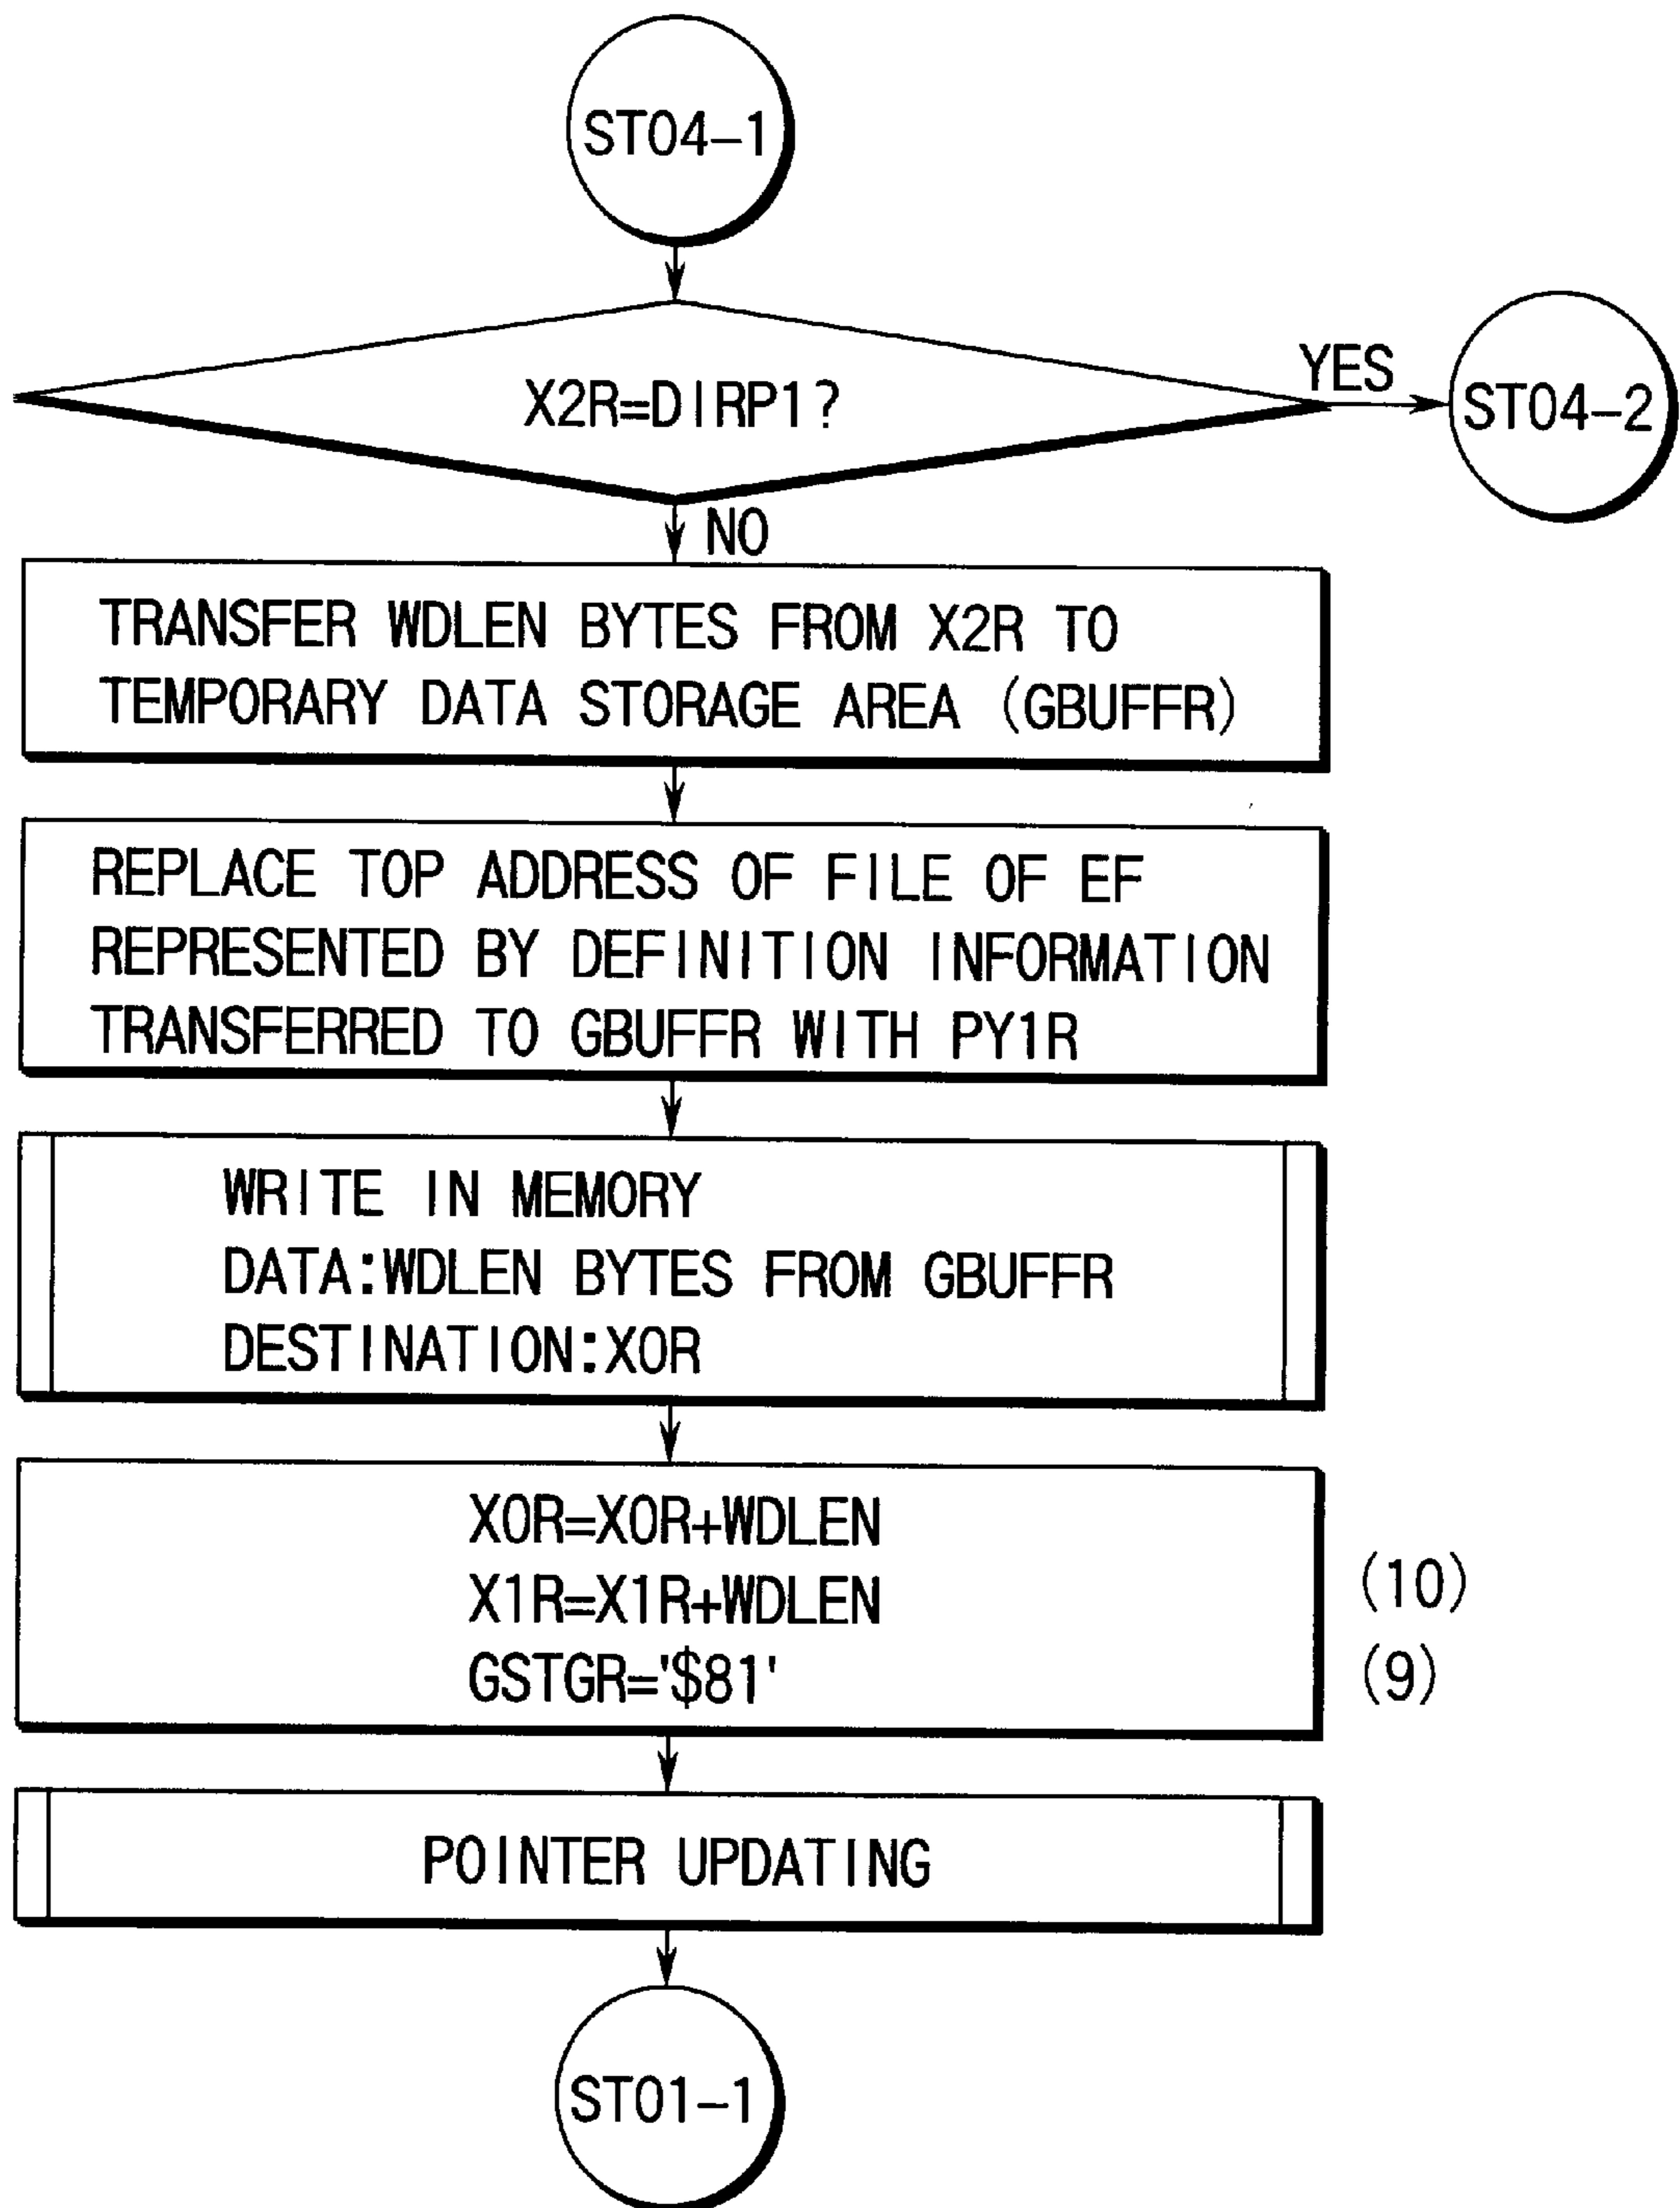 ST04-1
X2R=DIRP1?
YES
ST04-2
NO
TRANSFER WDLEN BYTES FROM X2R TO
TEMPORARY DATA STORAGE AREA (GBUFFR)
REPLACE TOP ADDRESS OF FILE OF EF
REPRESENTED BY DEFINITION INFORMATION
TRANSFERRED TO GBUFFR WITH PY1R
WRITE IN MEMORY
DATA:WDLEN BYTES FROM GBUFFR
DESTINATION:X0R
X0R=X0R+WDLEN
X1R=X1R+WDLEN (10)
GSTGR='$81' (9)
POINTER UPDATING
ST01-1